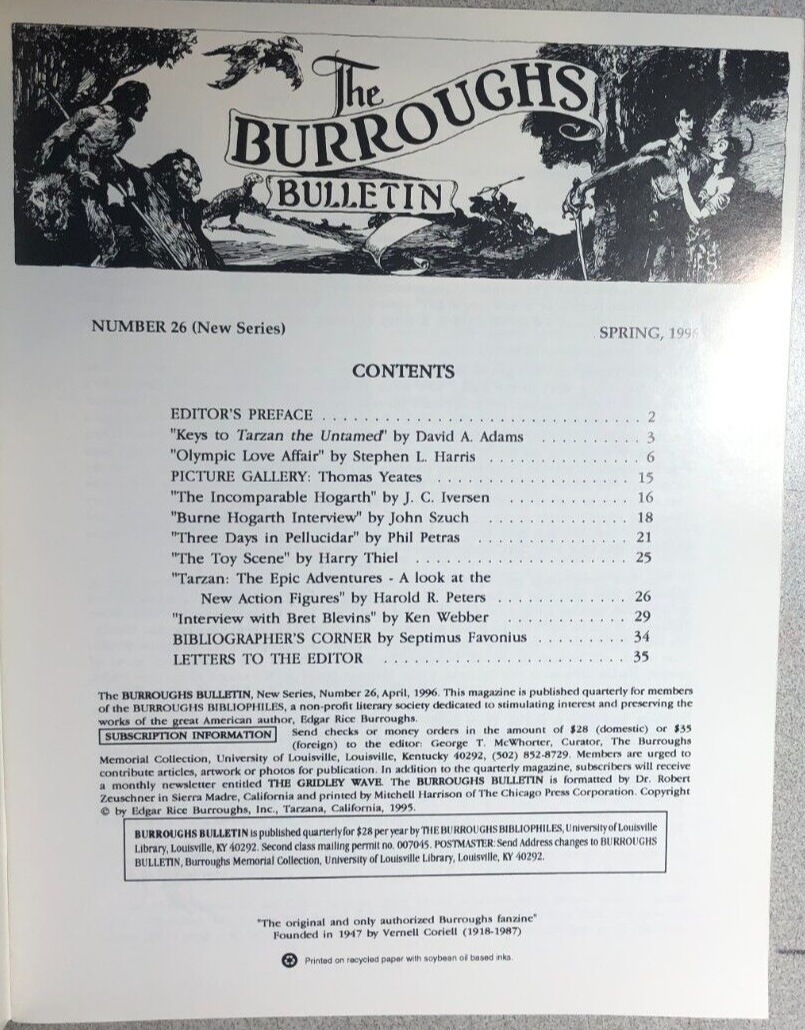 The
BURROUGHS
BULLETIN
NUMBER 26 (New Series)
SPRING, 1996
CONTENTS
EDITOR'S PREFACE . . . . . . . . . . . . . . . . . . . . . . . . . . . . . . 2
"Keys to Tarzan the Untamed" by David A. Adams . . . . . . . . . . 3
"Olympic Love Affair" by Stephen L. Harris . . . . . . . . . . . . . . . 6
PICTURE GALLERY: Thomas Yeates . . . . . . . . . . . . . . . . . . 15
"The Incomparable Hogarth" by J. C. Iversen . . . . . . . . . . . . 16
"Burne Hogarth Interview" by John Szuch . . . . . . . . . . . . . . 18
"Three Days in Pellucidar" by Phil Petras . . . . . . . . . . . . . . . 21
"The Toy Scene" by Harry Thiel . . . . . . . . . . . . . . . . . . . . 25
"Tarzan: The Epic Adventures - A look at the
New Action Figures" by Harold R. Peters . . . . . . . . . . . . . 26
"Interview with Bret Blevins" by Ken Webber . . . . . . . . . . . . 29
BIBLIOGRAPHER'S CORNER by Septimus Favonius . . . . . . . . . 34
LETTERS TO THE EDITOR . . . . . . . . . . . . . . . . . . . . . . . . 35
The BURROUGHS BULLETIN, New Series, Number 26, April, 1996. This magazine is published quarterly for members
of the BURROUGHS BIBLIOPHILES, a non-profit literary society dedicated to stimulating interest and preserving the
works of the great American author, Edgar Rice Burroughs.
SUBSCRIPTION INFORMATION Send checks or money orders in the amount of $28 (domestic) or $35
(foreign) to the editor: George T. McWhorter, Curator, The Burroughs
Memorial Collection, University of Louisville, Louisville, Kentucky 40292, (502) 852-8729. Members are urged to
contribute articles, artwork or photos for publication. In addition to the quarterly magazine, subscribers will receive
a monthly newsletter entitled THE GRIDLEY WAVE. The BURROUGHS BULLETIN is formatted by Dr. Robert
Zeuschner in Sierra Madre, California and printed by Mitchell Harrison of The Chicago Press Corporation. Copyright
© by Edgar Rice Burroughs, Inc., Tarzana, California, 1995.
BURROUGHS BULLETIN is published quarterly for $28 per year by THE BURROUGHS BIBLIOPHILES, University of Louisville
Library, Louisville, KY 40292. Second class mailing permit no. 007045. POSTMASTER: Send Address changes to BURROUGHS
BULLETIN, Burroughs Memorial Collection, University of Louisville Library, Louisville, KY 40292.
"The original and only authorized Burroughs fanzine"
Founded in 1947 by Vernell Coriell (1918-1987)
Printed on recycled paper with soybean oil based inks.